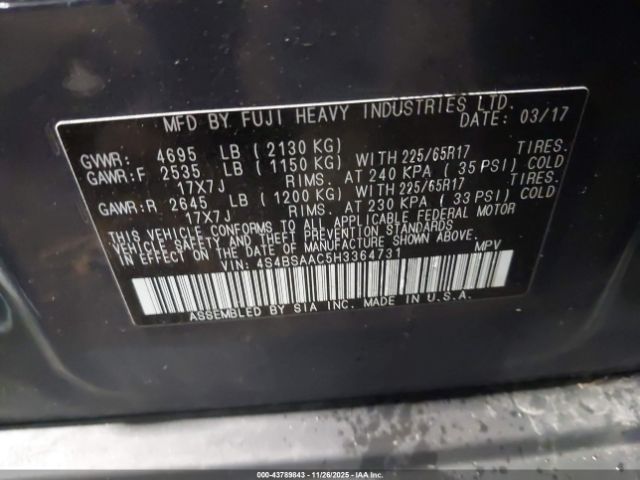 MFD BY FUJI HEAVY INDUSTRIES LTD.
DATE: 03/17
GVWR: 4695 LB (2130 KG)
GAWR:F 2535 LB (1150 KG) WITH 225/65R17 TIRES.
17X7J RIMS. AT 240 KPA (35 PSI) COLD
GAWR:R 2645 LB (1200 KG) WITH 225/65R17 TIRES.
17X7J RIMS. AT 230 KPA (33 PSI) COLD
THIS VEHICLE CONFORMS TO ALL APPLICABLE FEDERAL MOTOR
VEHICLE SAFETY AND THEFT PREVENTION STANDARDS
IN EFFECT ON THE DATE OF MANUFACTURE SHOWN ABOVE.
VIN: 4S4BSAAC5H3364731 MPV
ASSEMBLED BY SIA INC. MADE IN U.S.A.
00-43789843 | 11/26/2025 - IAAI.COM